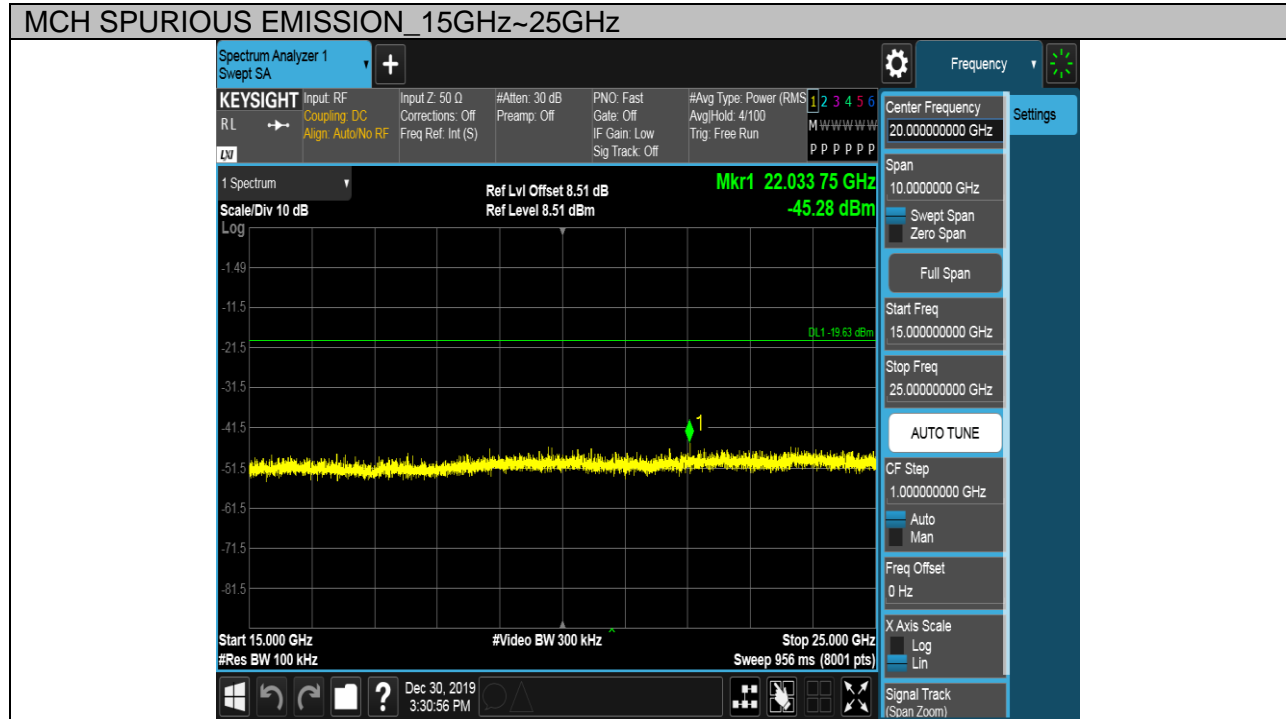 MCH SPURIOUS EMISSION_15GHz~25GHz
Spectrum Analyzer 1
Swept SA
+
Frequency
KEYSIGHT
RL
LXI
Input: RF
Coupling: DC
Align: Auto/No RF
Input Z: 50 Ω
Corrections: Off
Freq Ref: Int (S)
#Atten: 30 dB
Preamp: Off
PNO: Fast
Gate: Off
IF Gain: Low
Sig Track: Off
#Avg Type: Power (RMS
Avg|Hold: 4/100
Trig: Free Run
1 2 3 4 5 6
M W W W W W
P P P P P P
1 Spectrum
Scale/Div 10 dB
Ref Lvl Offset 8.51 dB
Ref Level 8.51 dBm
Mkr1 22.033 75 GHz
-45.28 dBm
Log
-1.49
-11.5
DL1 -19.63 dBm
-21.5
-31.5
-41.5
1
-51.5
-61.5
-71.5
-81.5
Start 15.000 GHz
#Res BW 100 kHz
#Video BW 300 kHz
Stop 25.000 GHz
Sweep 956 ms (8001 pts)
Center Frequency
20.000000000 GHz
Settings
Span
10.0000000 GHz
Swept Span
Zero Span
Full Span
Start Freq
15.000000000 GHz
Stop Freq
25.000000000 GHz
AUTO TUNE
CF Step
1.000000000 GHz
Auto
Man
Freq Offset
0 Hz
X Axis Scale
Log
Lin
Signal Track
(Span Zoom)
?
Dec 30, 2019
3:30:56 PM